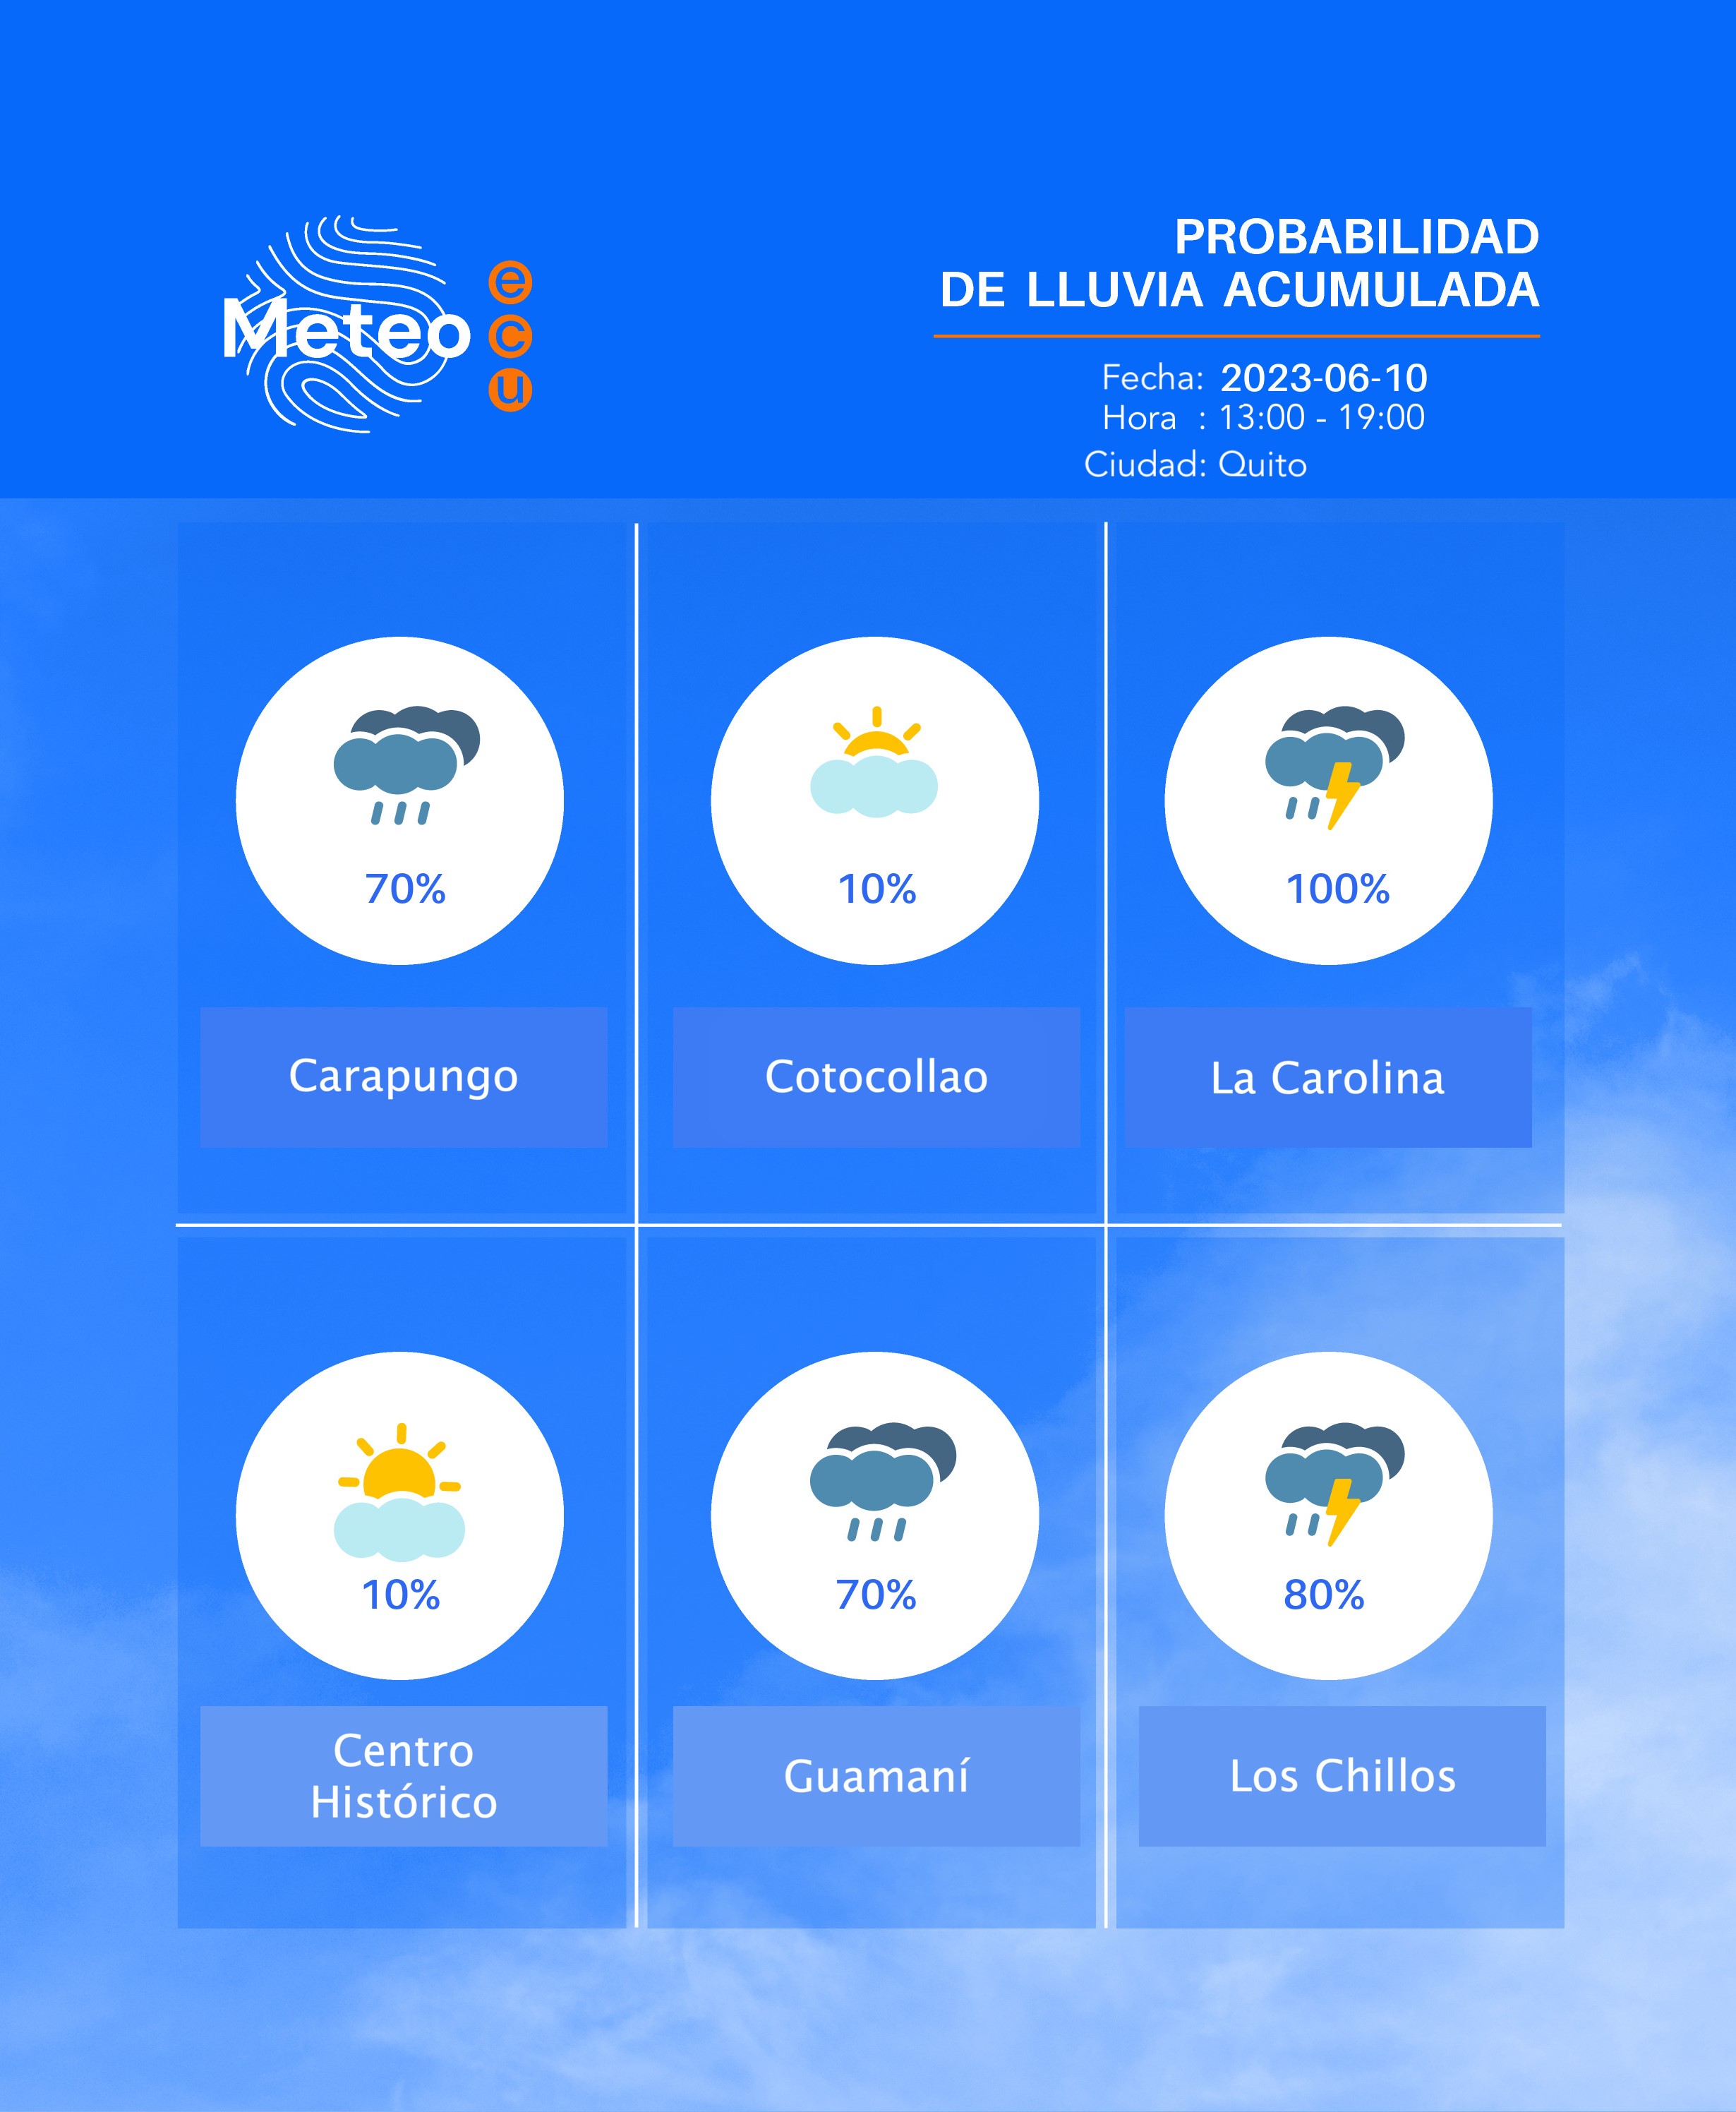 Meteo
ecu
PROBABILIDAD
DE LLUVIA ACUMULADA
Fecha: 2023-06-10
Hora : 13:00 - 19:00
Ciudad: Quito
70%
10%
100%
Carapungo
Cotocollao
La Carolina
10%
70%
80%
Centro
Histórico
Guamaní
Los Chillos